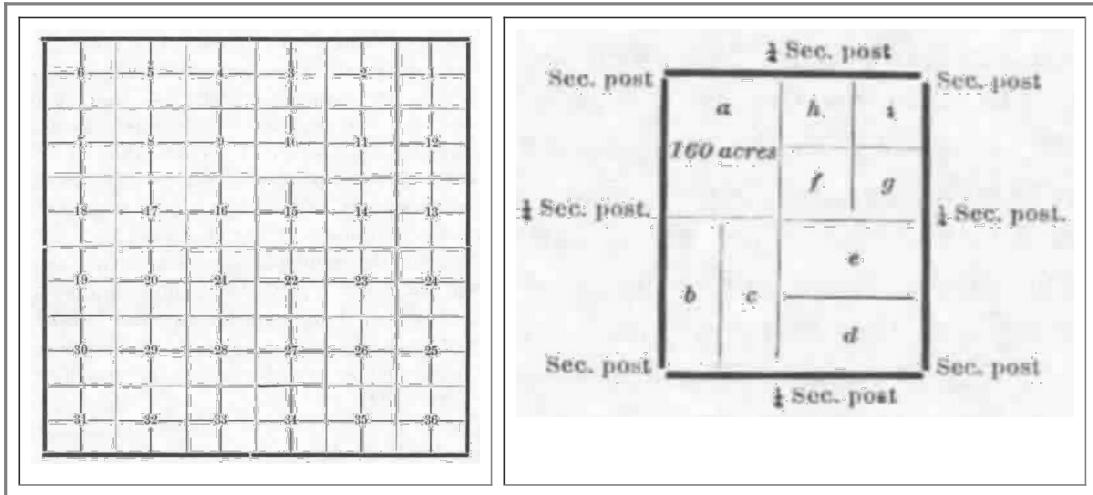 6 5 4 3 2 1
7 8 9 10 11 12
18 17 16 15 14 13
19 20 21 22 23 24
30 29 28 27 26 25
31 32 33 34 35 36
¼ Sec. post
Sec. post Sec. post
a h i
160 acres
f g
¼ Sec. post. ¼ Sec. post.
e
b c
d
Sec. post Sec. post
¼ Sec. post